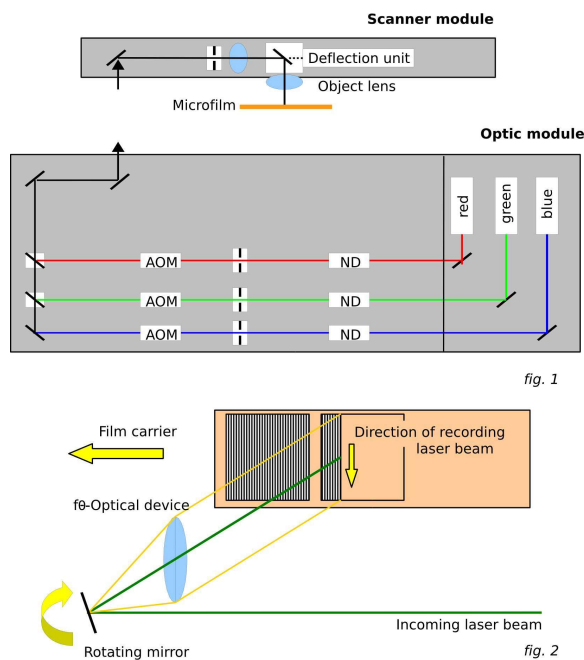 Scanner module
Deflection unit
Object lens
Microfilm
Optic module
red
green
blue
AOM ND
AOM ND
AOM ND
fig. 1
Film carrier
Direction of recording
laser beam
fθ-Optical device
Incoming laser beam
Rotating mirror
fig. 2